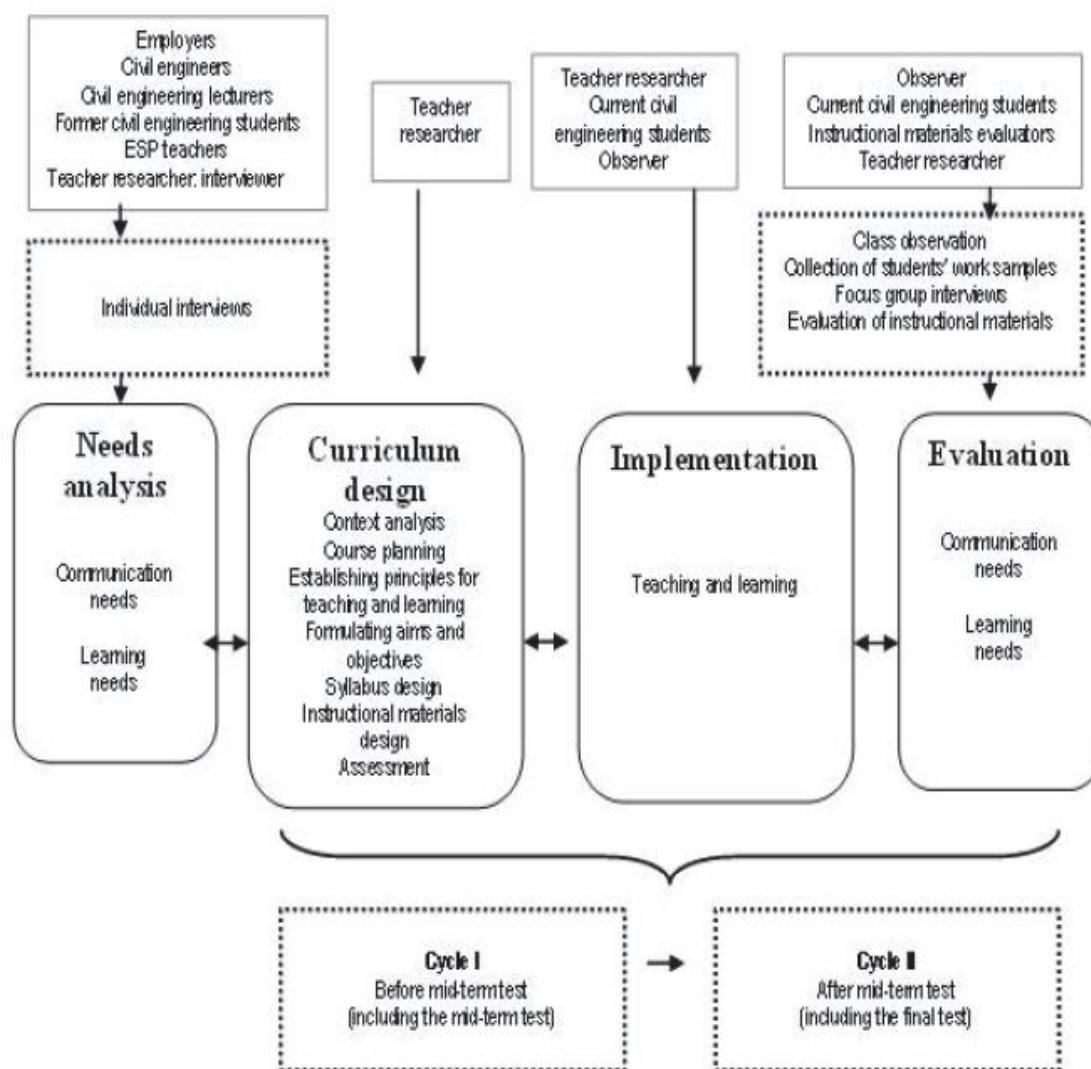 Employers
Civil engineers
Civil engineering lecturers
Former civil engineering students
ESP teachers
Teacher researcher: interviewer
Teacher
researcher
Teacher researcher
Current civil
engineering students
Observer
Observer
Current civil engineering students
Instructional materials evaluators
Teacher researcher
Individual interviews
Class observation
Collection of students' work samples
Focus group interviews
Evaluation of instructional materials
Needs
analysis
Communication
needs
Learning
needs
Curriculum
design
Context analysis
Course planning
Establishing principles for
teaching and learning
Formulating aims and
objectives
Syllabus design
Instructional materials
design
Assessment
Implementation
Teaching and learning
Evaluation
Communication
needs
Learning
needs
Cycle I
Before mid-term test
(including the mid-term test)
Cycle II
After mid-term test
(including the final test)